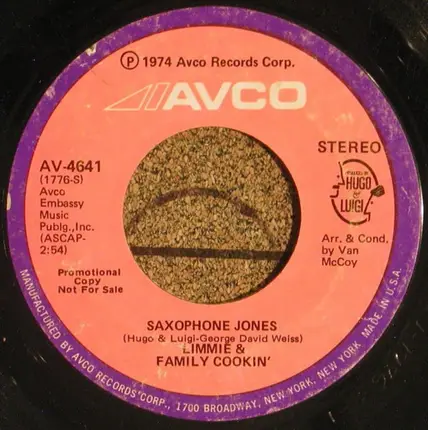 ℗ 1974 Avco Records Corp.
AVCO
STEREO
AV-4641
(1776-S)
Avco
Embassy
Music
Publg., Inc.
(ASCAP-
2:54)
Promotional
Copy
Not For Sale
PRODUCED BY
HUGO
&
LUIGI
Arr. & Cond.
by Van
McCoy
SAXOPHONE JONES
(Hugo & Luigi-George David Weiss)
LIMMIE &
FAMILY COOKIN'
MANUFACTURED BY AVCO RECORDS CORP., 1700 BROADWAY, NEW YORK, NEW YORK MADE IN U.S.A.